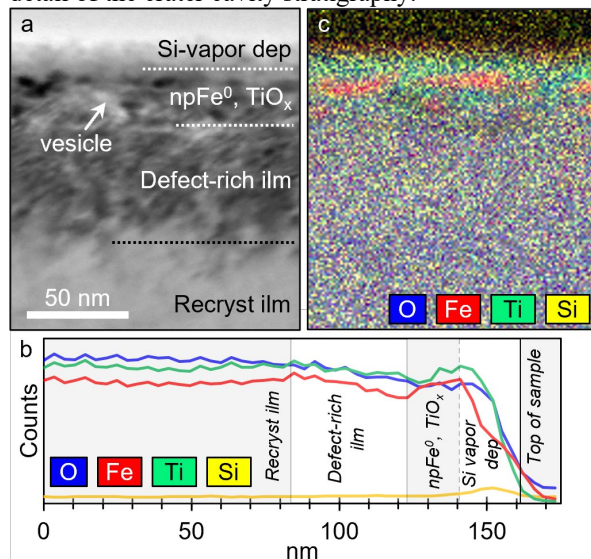 detail of the crater cavity stratigraphy.
a
Si-vapor dep
npFe⁰, TiOₓ
vesicle
Defect-rich ilm
50 nm
Recryst ilm
c
O Fe Ti Si
b
Counts
O Fe Ti Si
Recryst ilm
Defect-rich
ilm
npFe⁰, TiOₓ
Si vapor
dep
Top of sample
0 50 100 150
nm